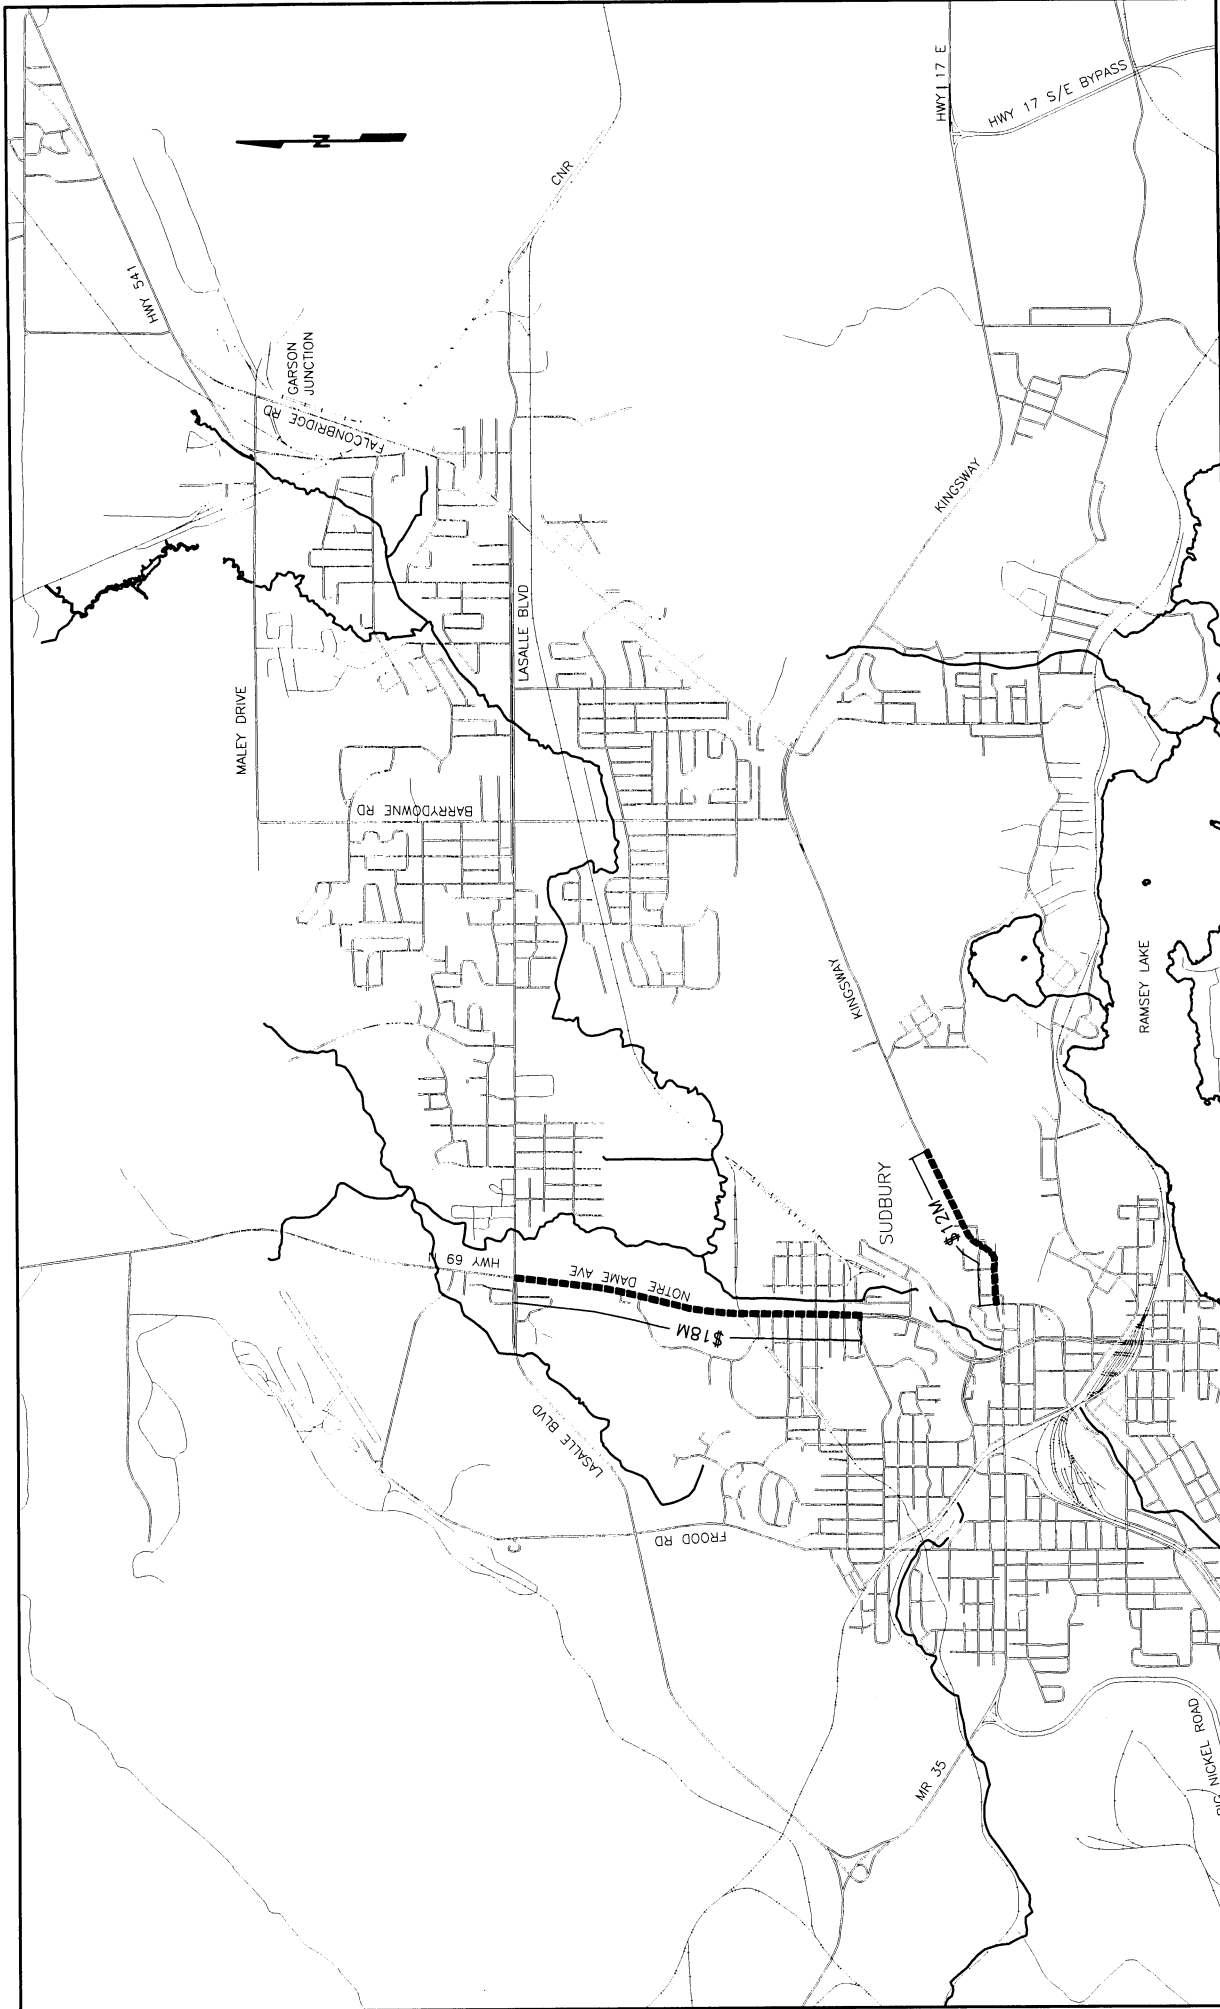 HWY 17 E
HWY 17 S/E BYPASS
N
CNR
HWY 541
GARSON
JUNCTION
FALCONBRIDGE RD
KINGSWAY
LASALLE BLVD
MALEY DRIVE
BARRYDOWNE RD
KINGSWAY
RAMSEY LAKE
SUDBURY
$12M
HWY 69 N
NOTRE DAME AVE
$18M
LASALLE BLVD
FROOD RD
MR 35
BIG NICKEL ROAD